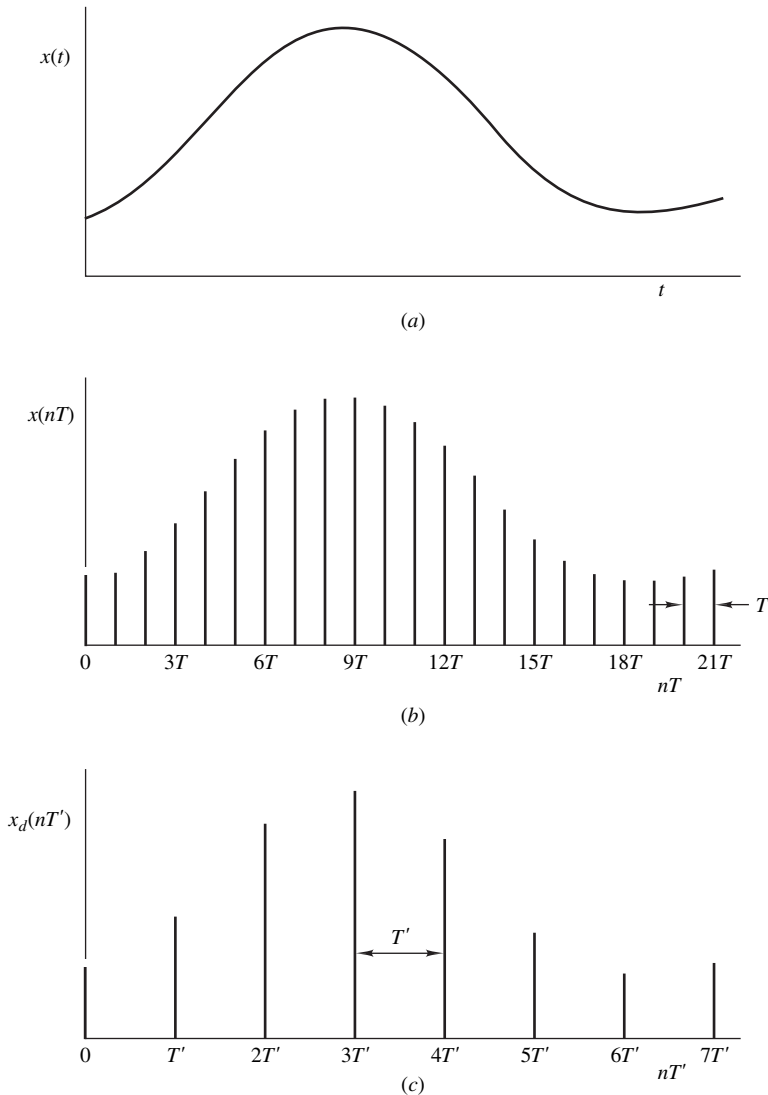 x(t)
t
(a)
x(nT)
T
0 3T 6T 9T 12T 15T 18T 21T
nT
(b)
x_d(nT′)
T′
0 T′ 2T′ 3T′ 4T′ 5T′ 6T′ 7T′
nT′
(c)